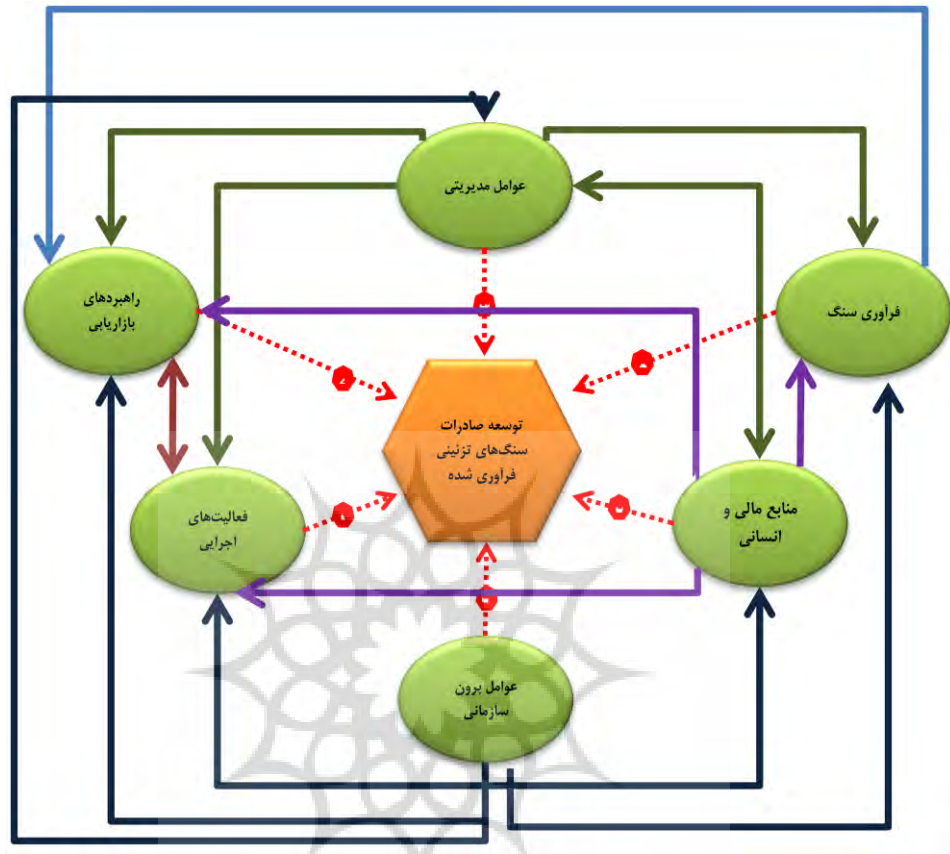 عوامل مدیریتی
راهبردهای
بازاریابی
فرآوری سنگ
توسعه صادرات
سنگ‌های تزئینی
فرآوری شده
فعالیت‌های
اجرایی
منابع مالی و
انسانی
عوامل برون
سازمانی